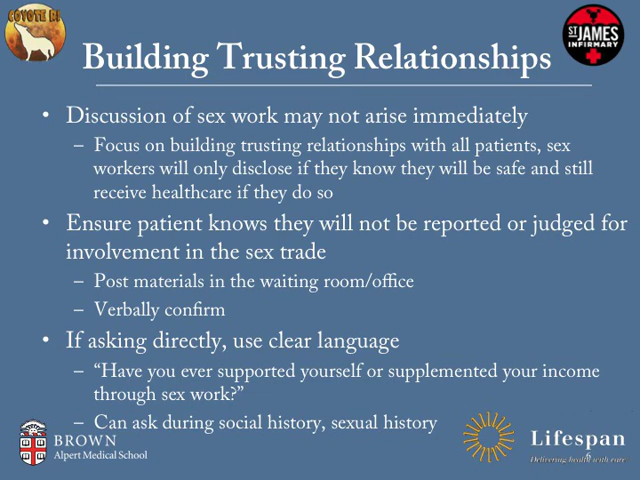 COYOTE RI
ST JAMES
INFIRMARY
Building Trusting Relationships
• Discussion of sex work may not arise immediately
– Focus on building trusting relationships with all patients, sex
workers will only disclose if they know they will be safe and still
receive healthcare if they do so
• Ensure patient knows they will not be reported or judged for
involvement in the sex trade
– Post materials in the waiting room/office
– Verbally confirm
• If asking directly, use clear language
– “Have you ever supported yourself or supplemented your income
through sex work?”
– Can ask during social history, sexual history
BROWN
Alpert Medical School
Lifespan
Delivering health with care
6